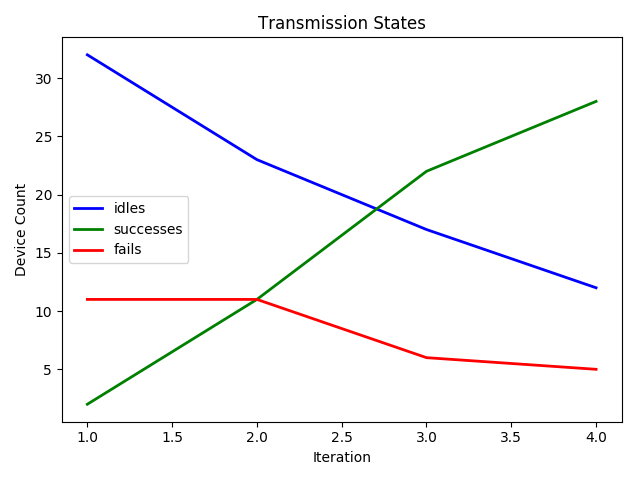 Transmission States
30
25
20
15
10
5
Device Count
idles
successes
fails
1.0 1.5 2.0 2.5 3.0 3.5 4.0
Iteration